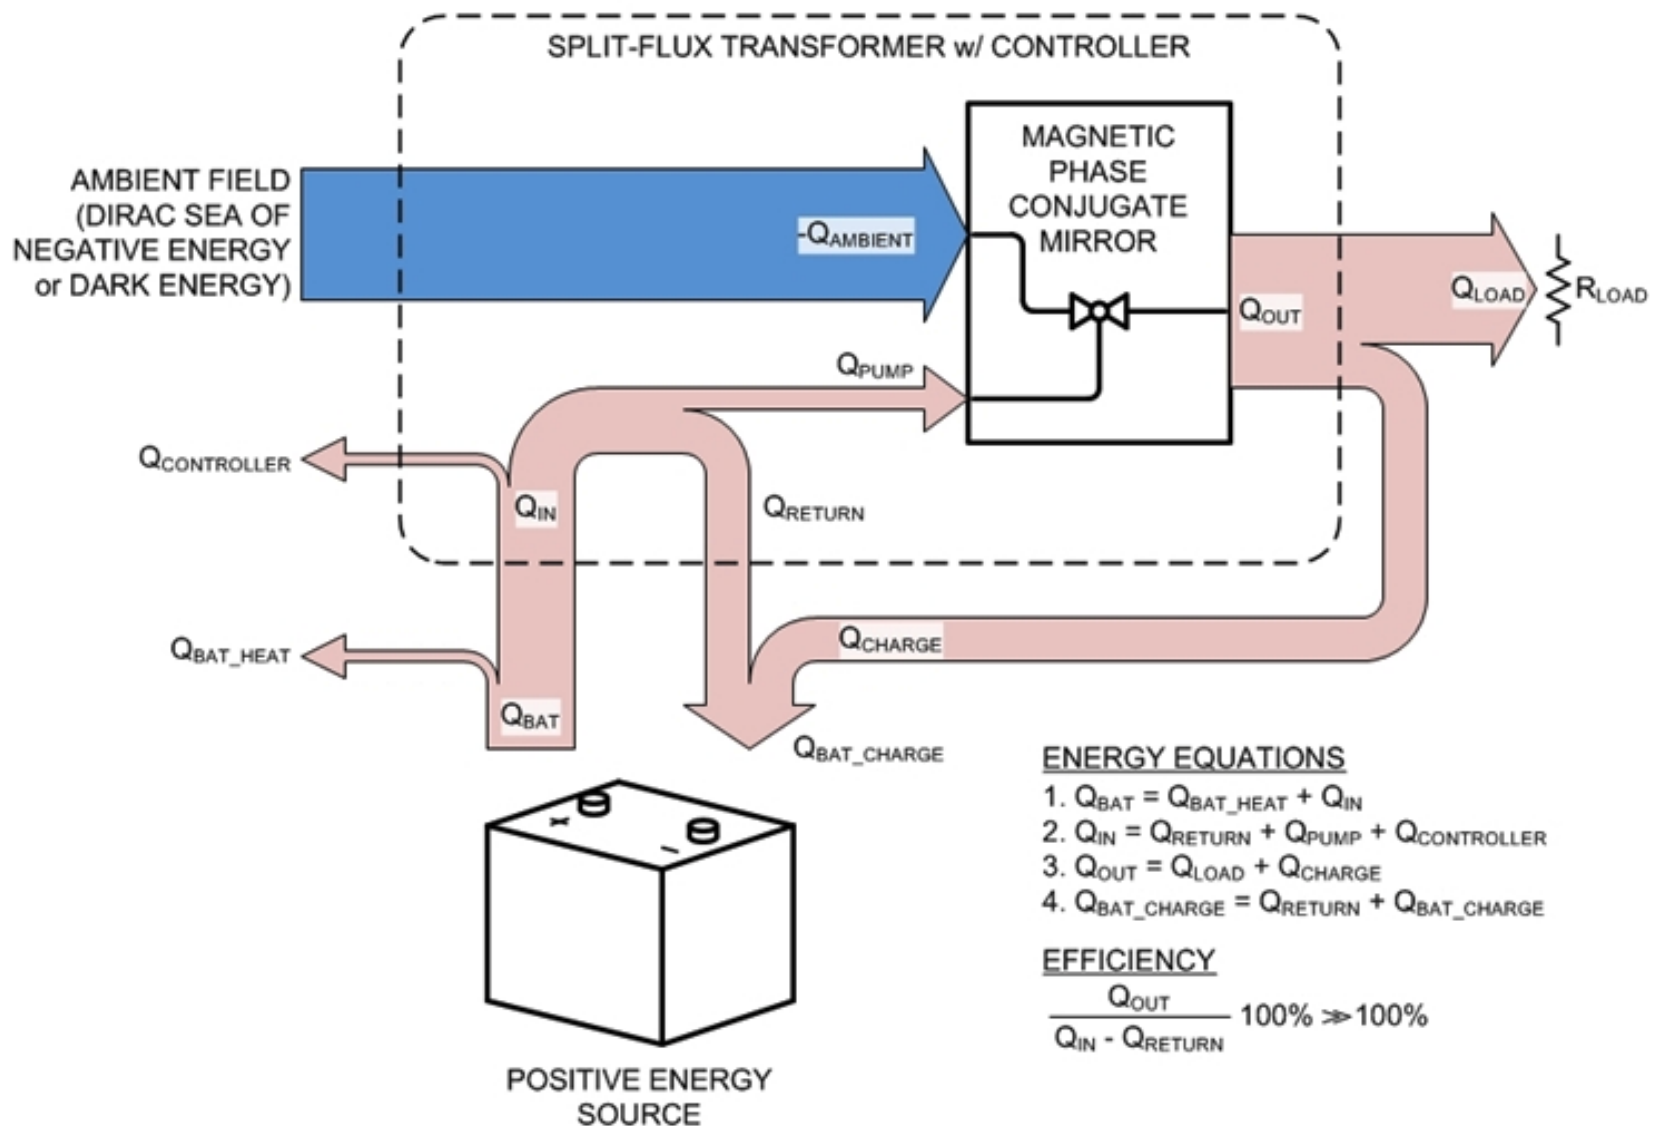 SPLIT-FLUX TRANSFORMER w/ CONTROLLER
AMBIENT FIELD
(DIRAC SEA OF
NEGATIVE ENERGY
or DARK ENERGY)
-QAMBIENT
MAGNETIC
PHASE
CONJUGATE
MIRROR
QOUT
QLOAD
RLOAD
QPUMP
QCONTROLLER
QIN
QRETURN
QBAT_HEAT
QBAT
QCHARGE
QBAT_CHARGE
+
-
POSITIVE ENERGY
SOURCE
ENERGY EQUATIONS
1. QBAT = QBAT_HEAT + QIN
2. QIN = QRETURN + QPUMP + QCONTROLLER
3. QOUT = QLOAD + QCHARGE
4. QBAT_CHARGE = QRETURN + QBAT_CHARGE
EFFICIENCY
QOUT
QIN - QRETURN
100% ≫ 100%